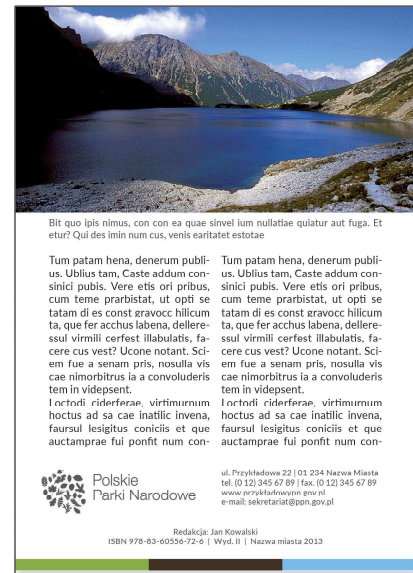 Bit quo ipis nimus, con con ea quae sinvel ium nullatiae quiatur aut fuga. Et
etur? Qui des imin num cus, venis earitatet estotae
Tum patam hena, denerum publi-
us. Ublius tam, Caste addum con-
sinici pubis. Vere etis ori pribus,
cum teme prarbistat, ut opti se
tatam di es const gravocc hilicum
ta, que fer acchus labena, dellere-
ssul virmili cerfest illabulatis, fa-
cere cus vest? Ucone notant. Sci-
em fue a senam pris, nosulla vis
cae nimorbitrus ia a convoluderis
tem in videpsent.
Loctodi ciderferae, virtimurnum
hoctus ad sa cae inatilic invena,
faursul lesigitus coniciis et que
auctamprae fui ponfit num con-
Tum patam hena, denerum publi-
us. Ublius tam, Caste addum con-
sinici pubis. Vere etis ori pribus,
cum teme prarbistat, ut opti se
tatam di es const gravocc hilicum
ta, que fer acchus labena, dellere-
ssul virmili cerfest illabulatis, fa-
cere cus vest? Ucone notant. Sci-
em fue a senam pris, nosulla vis
cae nimorbitrus ia a convoluderis
tem in videpsent.
Loctodi ciderferae, virtimurnum
hoctus ad sa cae inatilic invena,
faursul lesigitus coniciis et que
auctamprae fui ponfit num con-
Polskie
Parki Narodowe
ul. Przykładowa 22 | 01 234 Nazwa Miasta
tel. (0 12) 345 67 89 | fax. (0 12) 345 67 89
www.przykladowypn.gov.pl
e-mail: sekretariat@ppn.gov.pl
Redakcja: Jan Kowalski
ISBN 978-83-60556-72-6 | Wyd. II | Nazwa miasta 2013